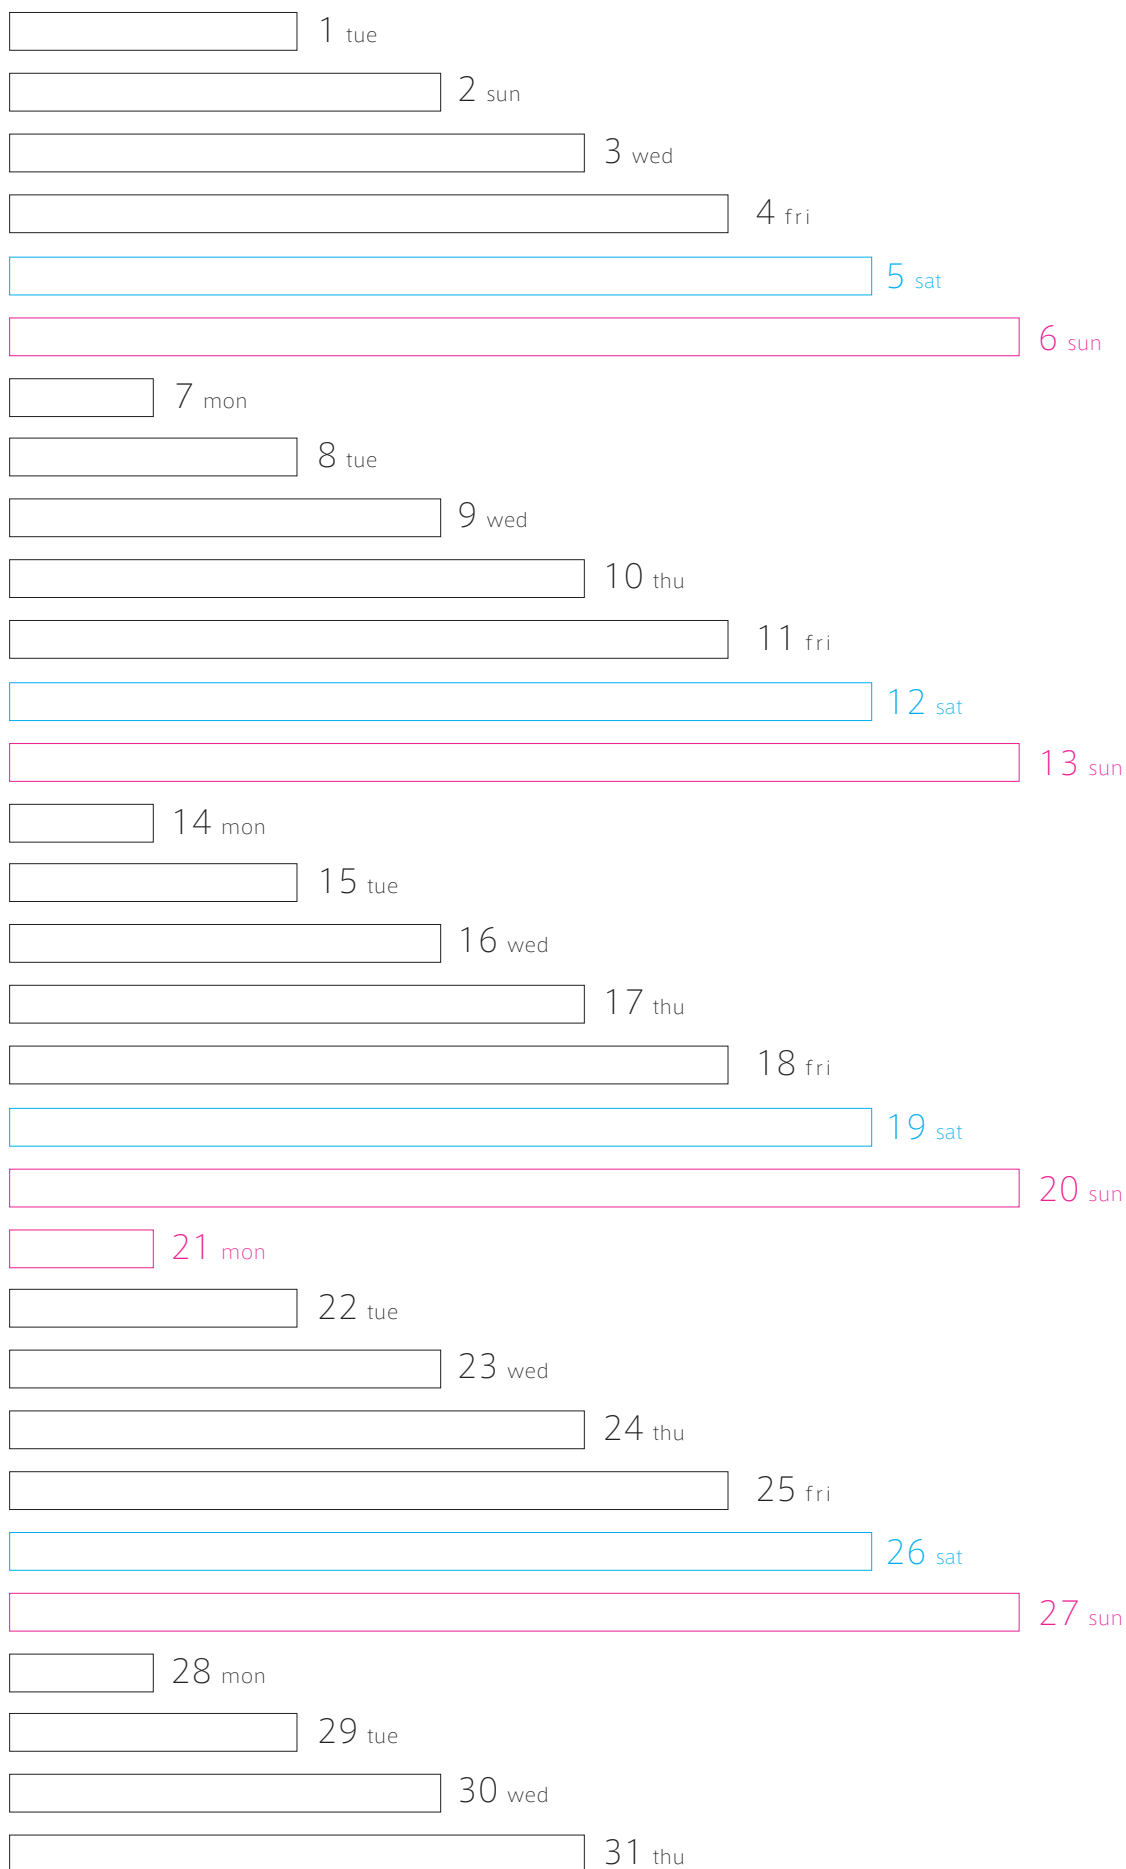 1 tue
2 sun
3 wed
4 fri
5 sat
6 sun
7 mon
8 tue
9 wed
10 thu
11 fri
12 sat
13 sun
14 mon
15 tue
16 wed
17 thu
18 fri
19 sat
20 sun
21 mon
22 tue
23 wed
24 thu
25 fri
26 sat
27 sun
28 mon
29 tue
30 wed
31 thu